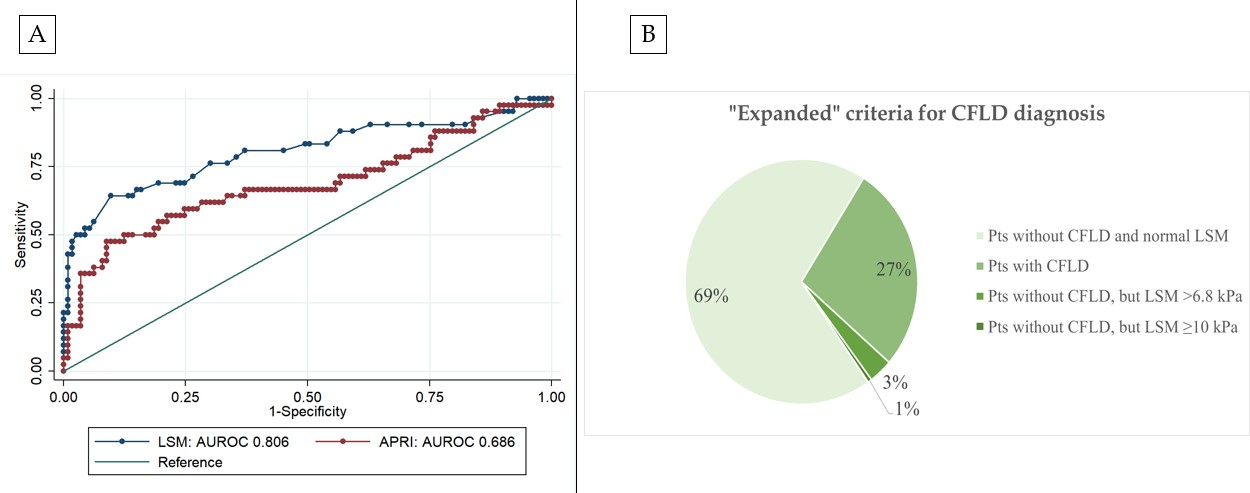 A
1.00
0.75
0.50
0.25
0.00
Sensitivity
0.00 0.25 0.50 0.75 1.00
1-Specificity
LSM: AUROC 0.806 APRI: AUROC 0.686
Reference
B
"Expanded" criteria for CFLD diagnosis
69%
27%
3%
1%
Pts without CFLD and normal LSM
Pts with CFLD
Pts without CFLD, but LSM >6.8 kPa
Pts without CFLD, but LSM ≥10 kPa